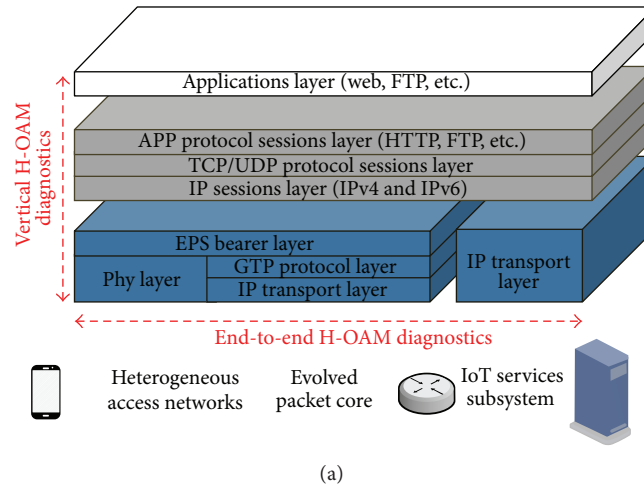 Applications layer (web, FTP, etc.)
APP protocol sessions layer (HTTP, FTP, etc.)
TCP/UDP protocol sessions layer
IP sessions layer (IPv4 and IPv6)
EPS bearer layer
Phy layer
GTP protocol layer
IP transport layer
IP transport
layer
Vertical H-OAM
diagnostics
End-to-end H-OAM diagnostics
Heterogeneous
access networks
Evolved
packet core
IoT services
subsystem
(a)